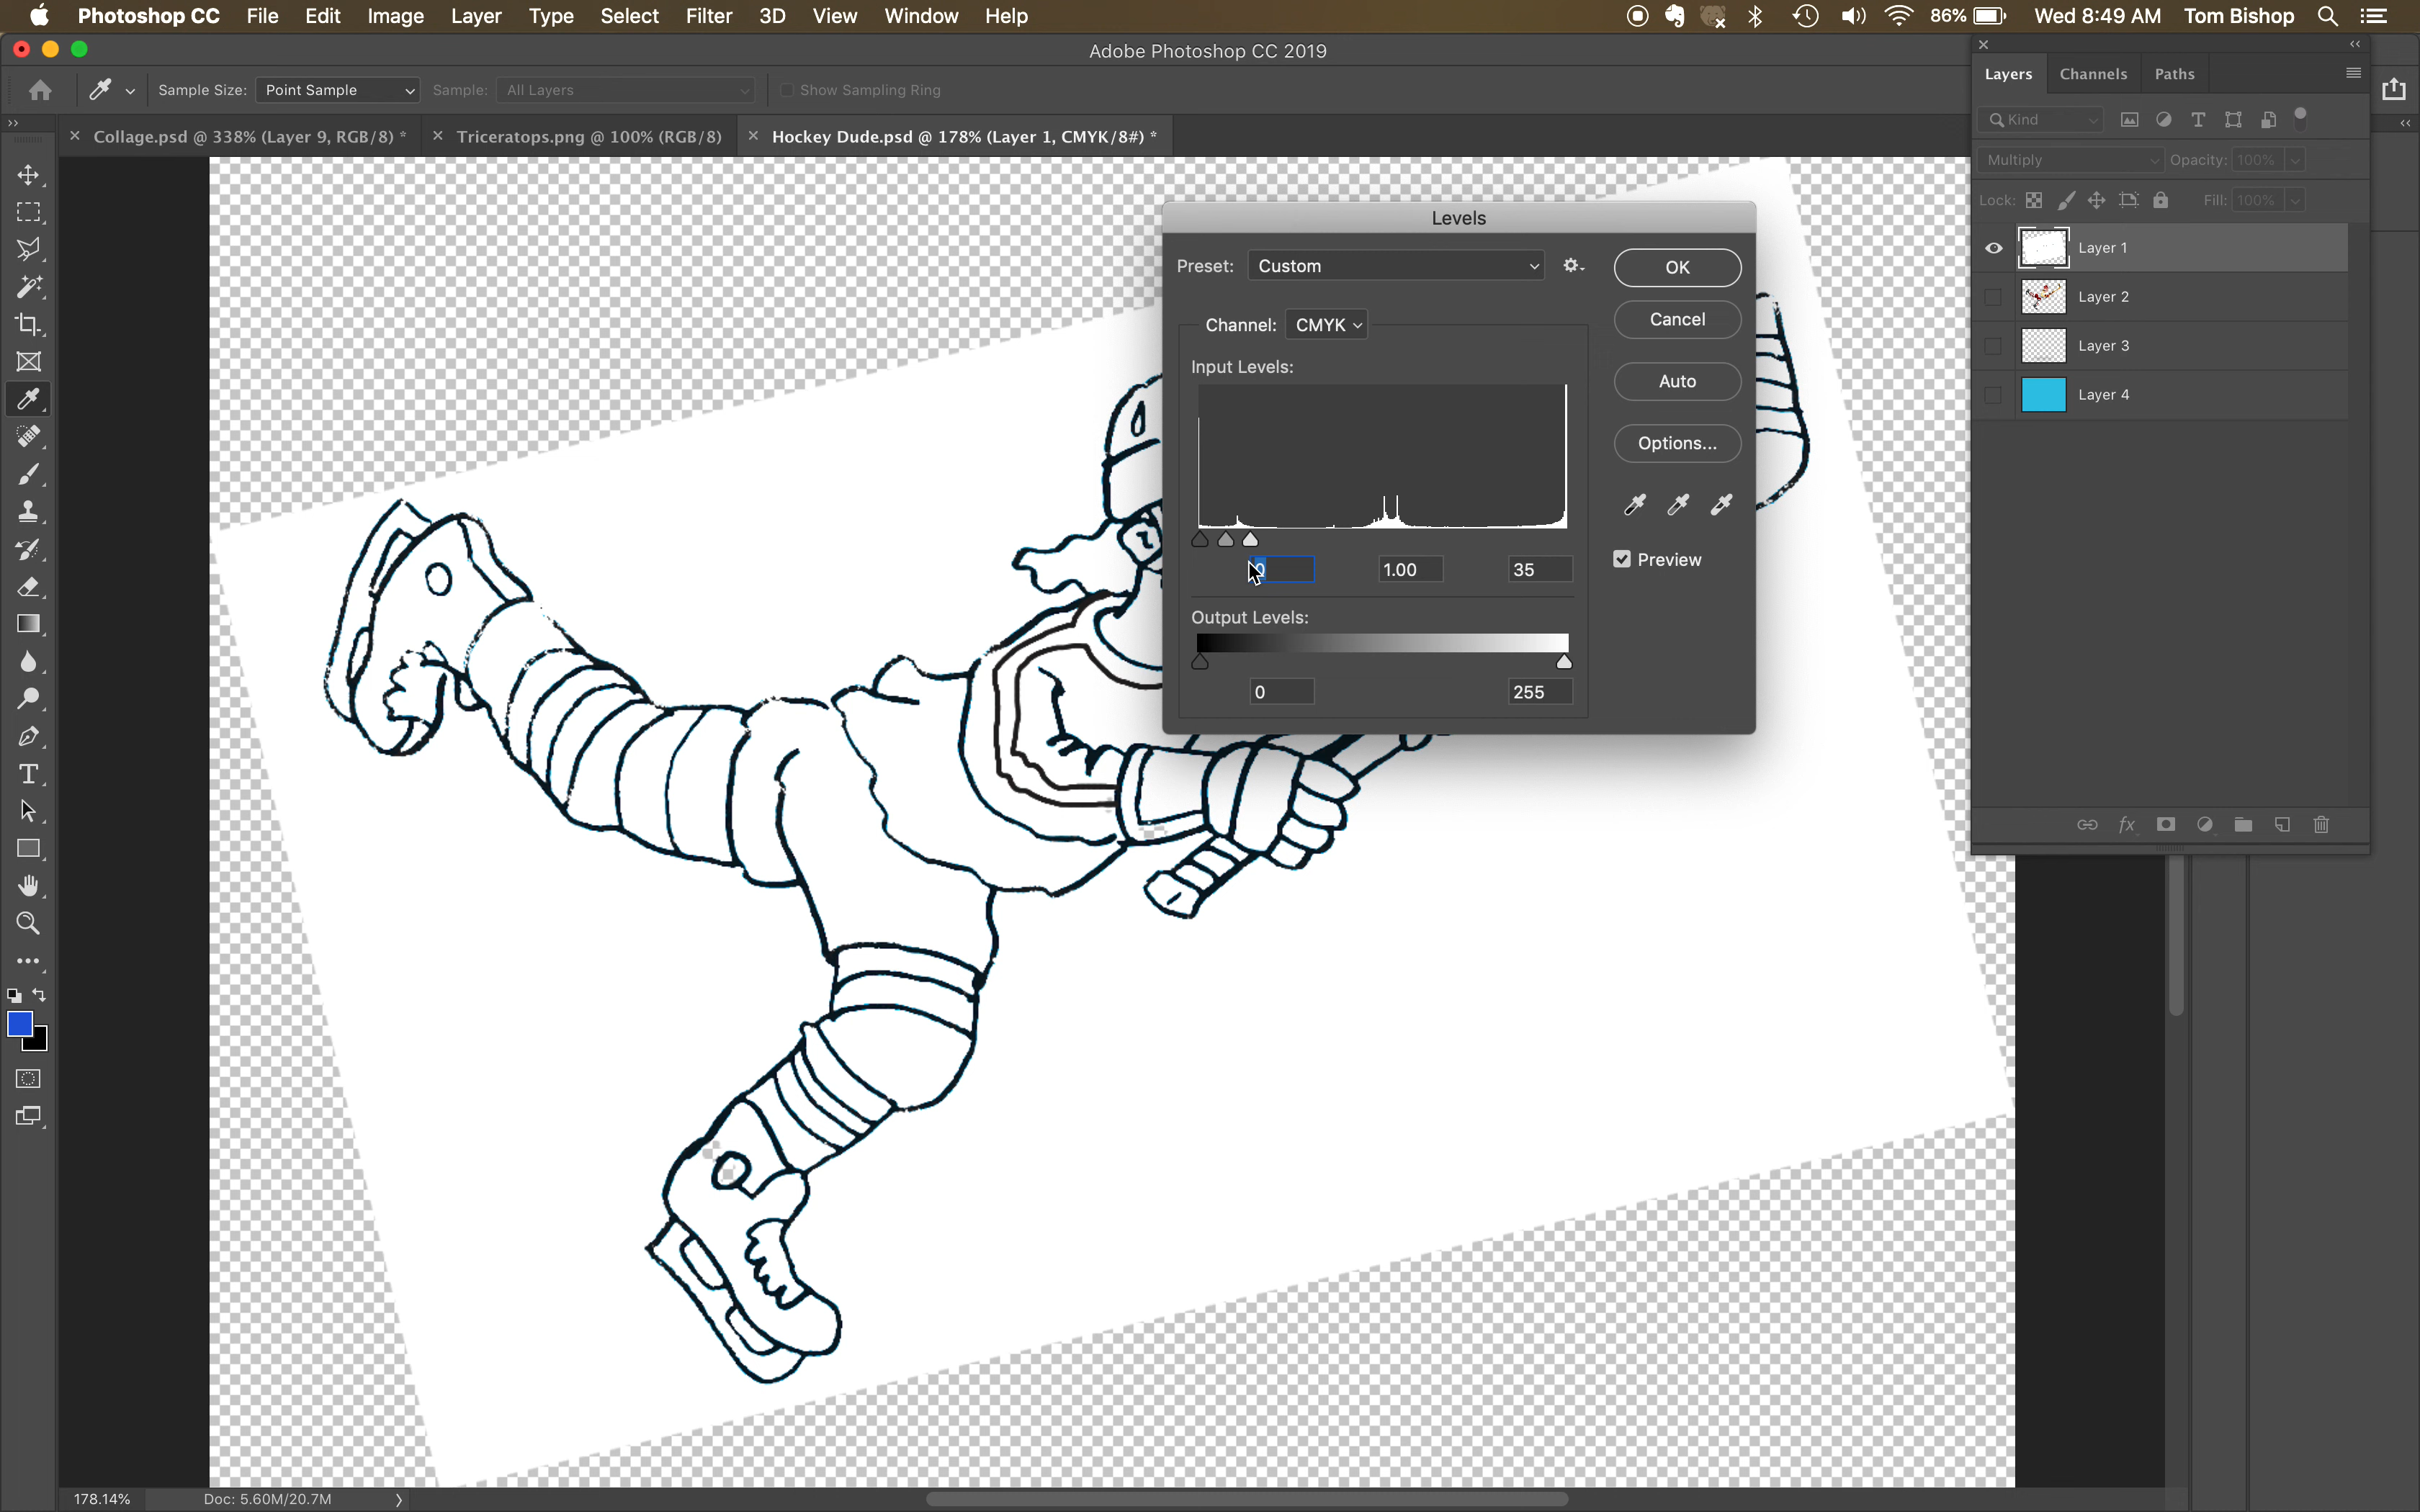 Photoshop CC File Edit Image Layer Type Select Filter 3D View Window Help 86% Wed 8:49 AM Tom Bishop
Adobe Photoshop CC 2019
Sample Size: Point Sample Sample: All Layers Show Sampling Ring
Collage.psd @ 338% (Layer 9, RGB/8) * Triceratops.png @ 100% (RGB/8) Hockey Dude.psd @ 178% (Layer 1, CMYK/8#) *
Layers Channels Paths
Kind
Multiply Opacity: 100%
Lock: Fill: 100%
Layer 1
Layer 2
Layer 3
Layer 4
Levels
Preset: Custom
OK
Cancel
Auto
Options...
Preview
Channel: CMYK
Input Levels:
0 1.00 35
Output Levels:
0 255
178.14% Doc: 5.60M/20.7M